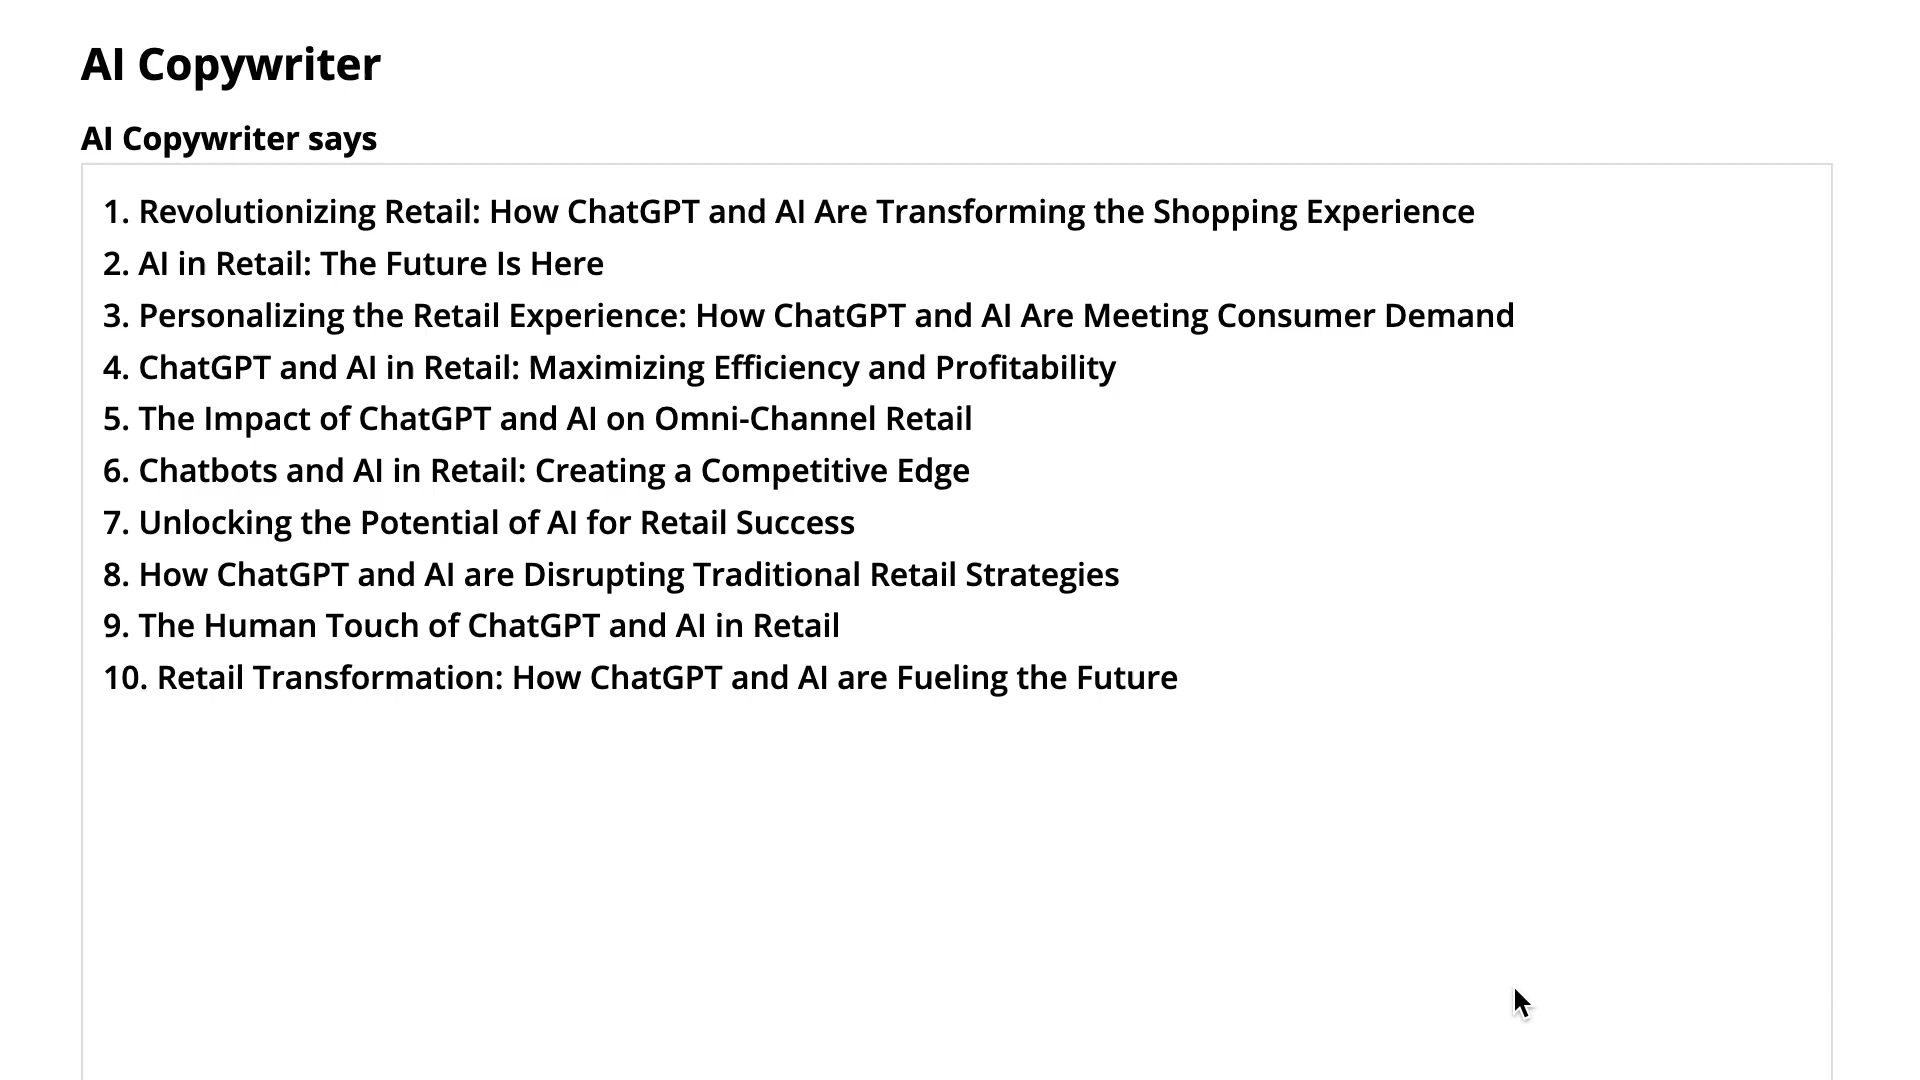 AI Copywriter
AI Copywriter says
1. Revolutionizing Retail: How ChatGPT and AI Are Transforming the Shopping Experience
2. AI in Retail: The Future Is Here
3. Personalizing the Retail Experience: How ChatGPT and AI Are Meeting Consumer Demand
4. ChatGPT and AI in Retail: Maximizing Efficiency and Profitability
5. The Impact of ChatGPT and AI on Omni-Channel Retail
6. Chatbots and AI in Retail: Creating a Competitive Edge
7. Unlocking the Potential of AI for Retail Success
8. How ChatGPT and AI are Disrupting Traditional Retail Strategies
9. The Human Touch of ChatGPT and AI in Retail
10. Retail Transformation: How ChatGPT and AI are Fueling the Future